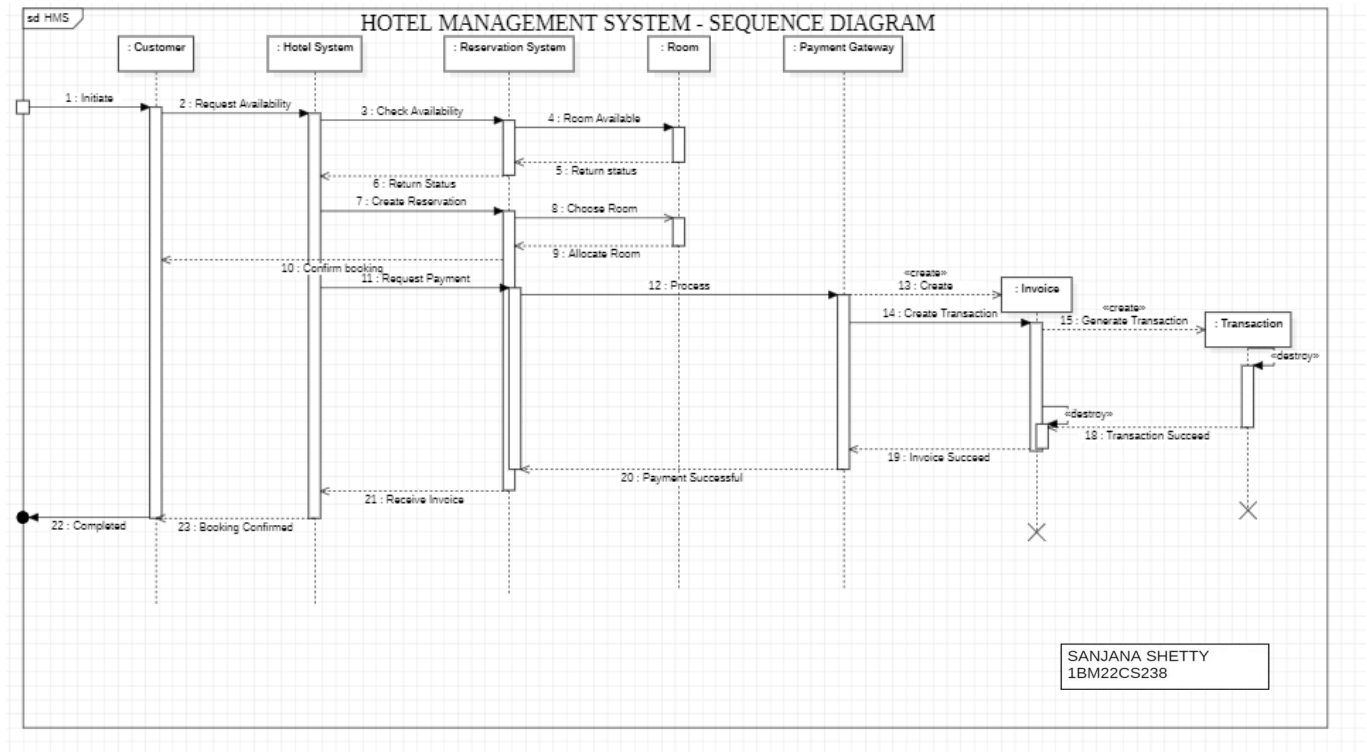 sd HMS
HOTEL MANAGEMENT SYSTEM - SEQUENCE DIAGRAM
: Customer
: Hotel System
: Reservation System
: Room
: Payment Gateway
1 : Initiate
2 : Request Availability
3 : Check Availability
4 : Room Available
5 : Return status
6 : Return Status
7 : Create Reservation
8 : Choose Room
9 : Allocate Room
10 : Confirm booking
11 : Request Payment
12 : Process
«create»
13 : Create
: Invoice
14 : Create Transaction
«create»
15 : Generate Transaction
: Transaction
«destroy»
«destroy»
18 : Transaction Succeed
19 : Invoice Succeed
20 : Payment Successful
21 : Receive Invoice
22 : Completed
23 : Booking Confirmed
SANJANA SHETTY
1BM22CS238